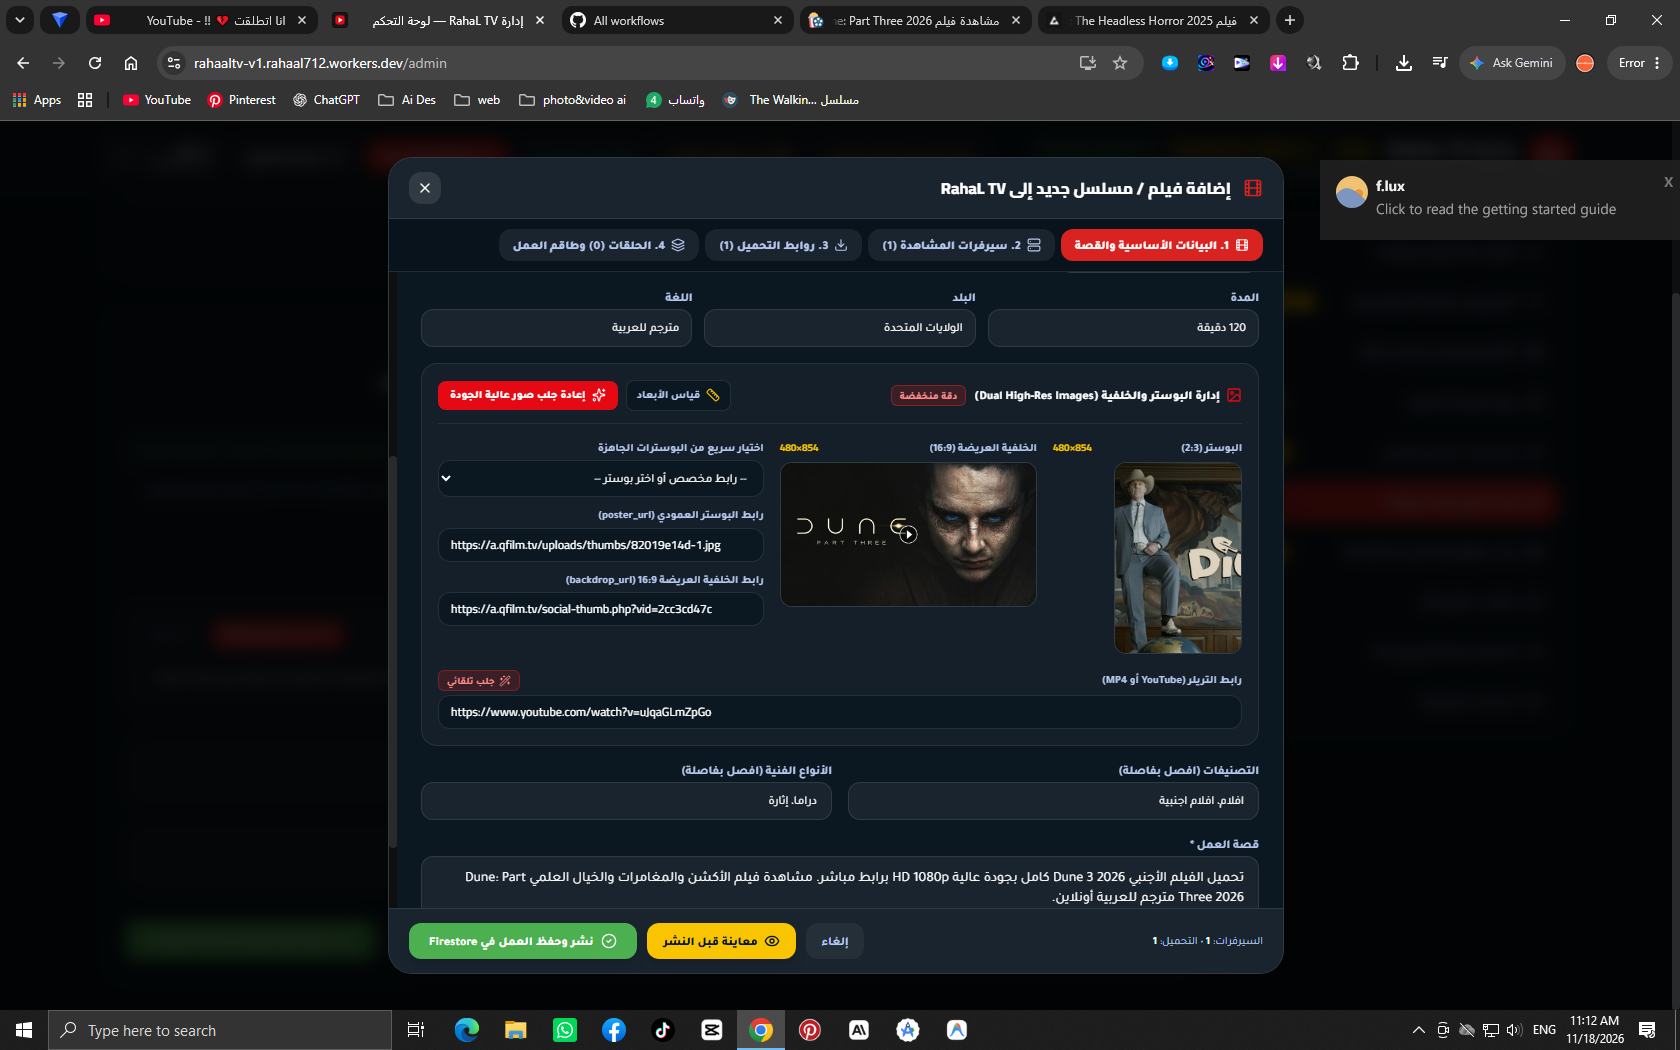 YouTube - !! 💔 انا اتطلقت
إدارة RahaL TV — لوحة التحكم
All workflows
مشاهدة فيلم ne: Part Three 2026
فيلم The Headless Horror 2025
rahaaltv-v1.rahaal712.workers.dev/admin
Ask Gemini
Error
Apps
YouTube
Pinterest
ChatGPT
Ai Des
web
photo&video ai
واتساب
4
مسلسل ...The Walkin
f.lux
X
Click to read the getting started guide
إضافة فيلم / مسلسل جديد إلى RahaL TV
1. البيانات الأساسية والقصة
2. سيرفرات المشاهدة (1)
3. روابط التحميل (1)
4. الحلقات (0) وطاقم العمل
المدة
البلد
اللغة
120 دقيقة
الولايات المتحدة
مترجم للعربية
إدارة البوستر والخلفية (Dual High-Res Images)
دقة منخفضة
قياس الأبعاد
إعادة جلب صور عالية الجودة
البوستر (2:3)
480×854
الخلفية العريضة (16:9)
480×854
اختيار سريع من البوسترات الجاهزة
-- رابط مخصص أو اختر بوستر --
DUNE
PART THREE
رابط البوستر العمودي (poster_url)
https://a.qfilm.tv/uploads/thumbs/82019e14d-1.jpg
رابط الخلفية العريضة 16:9 (backdrop_url)
https://a.qfilm.tv/social-thumb.php?vid=2cc3cd47c
رابط التريلر (YouTube أو MP4)
جلب تلقائي
https://www.youtube.com/watch?v=uJqaGLmZpGo
التصنيفات (افصل بفاصلة)
الأنواع الفنية (افصل بفاصلة)
افلام، افلام اجنبية
دراما، إثارة
قصة العمل *
تحميل الفيلم الأجنبي Dune 3 2026 كامل بجودة عالية HD 1080p برابط مباشر. مشاهدة فيلم الأكشن والمغامرات والخيال العلمي Dune: Part
Three 2026 مترجم للعربية أونلاين.
السيرفرات: 1 • التحميل: 1
إلغاء
معاينة قبل النشر
نشر وحفظ العمل في Firestore
Type here to search
ENG
11:12 AM
11/18/2026